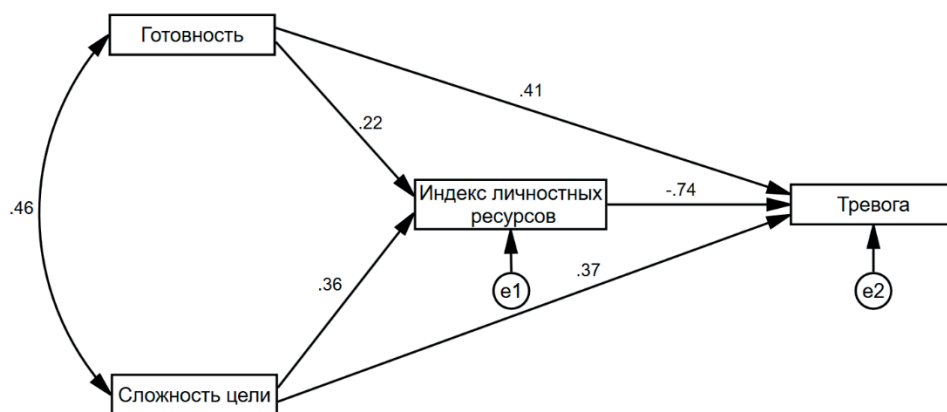 Готовность
.41
.22
Индекс личностных
ресурсов
-.74
Тревога
.46
.36
.37
e1
e2
Сложность цели